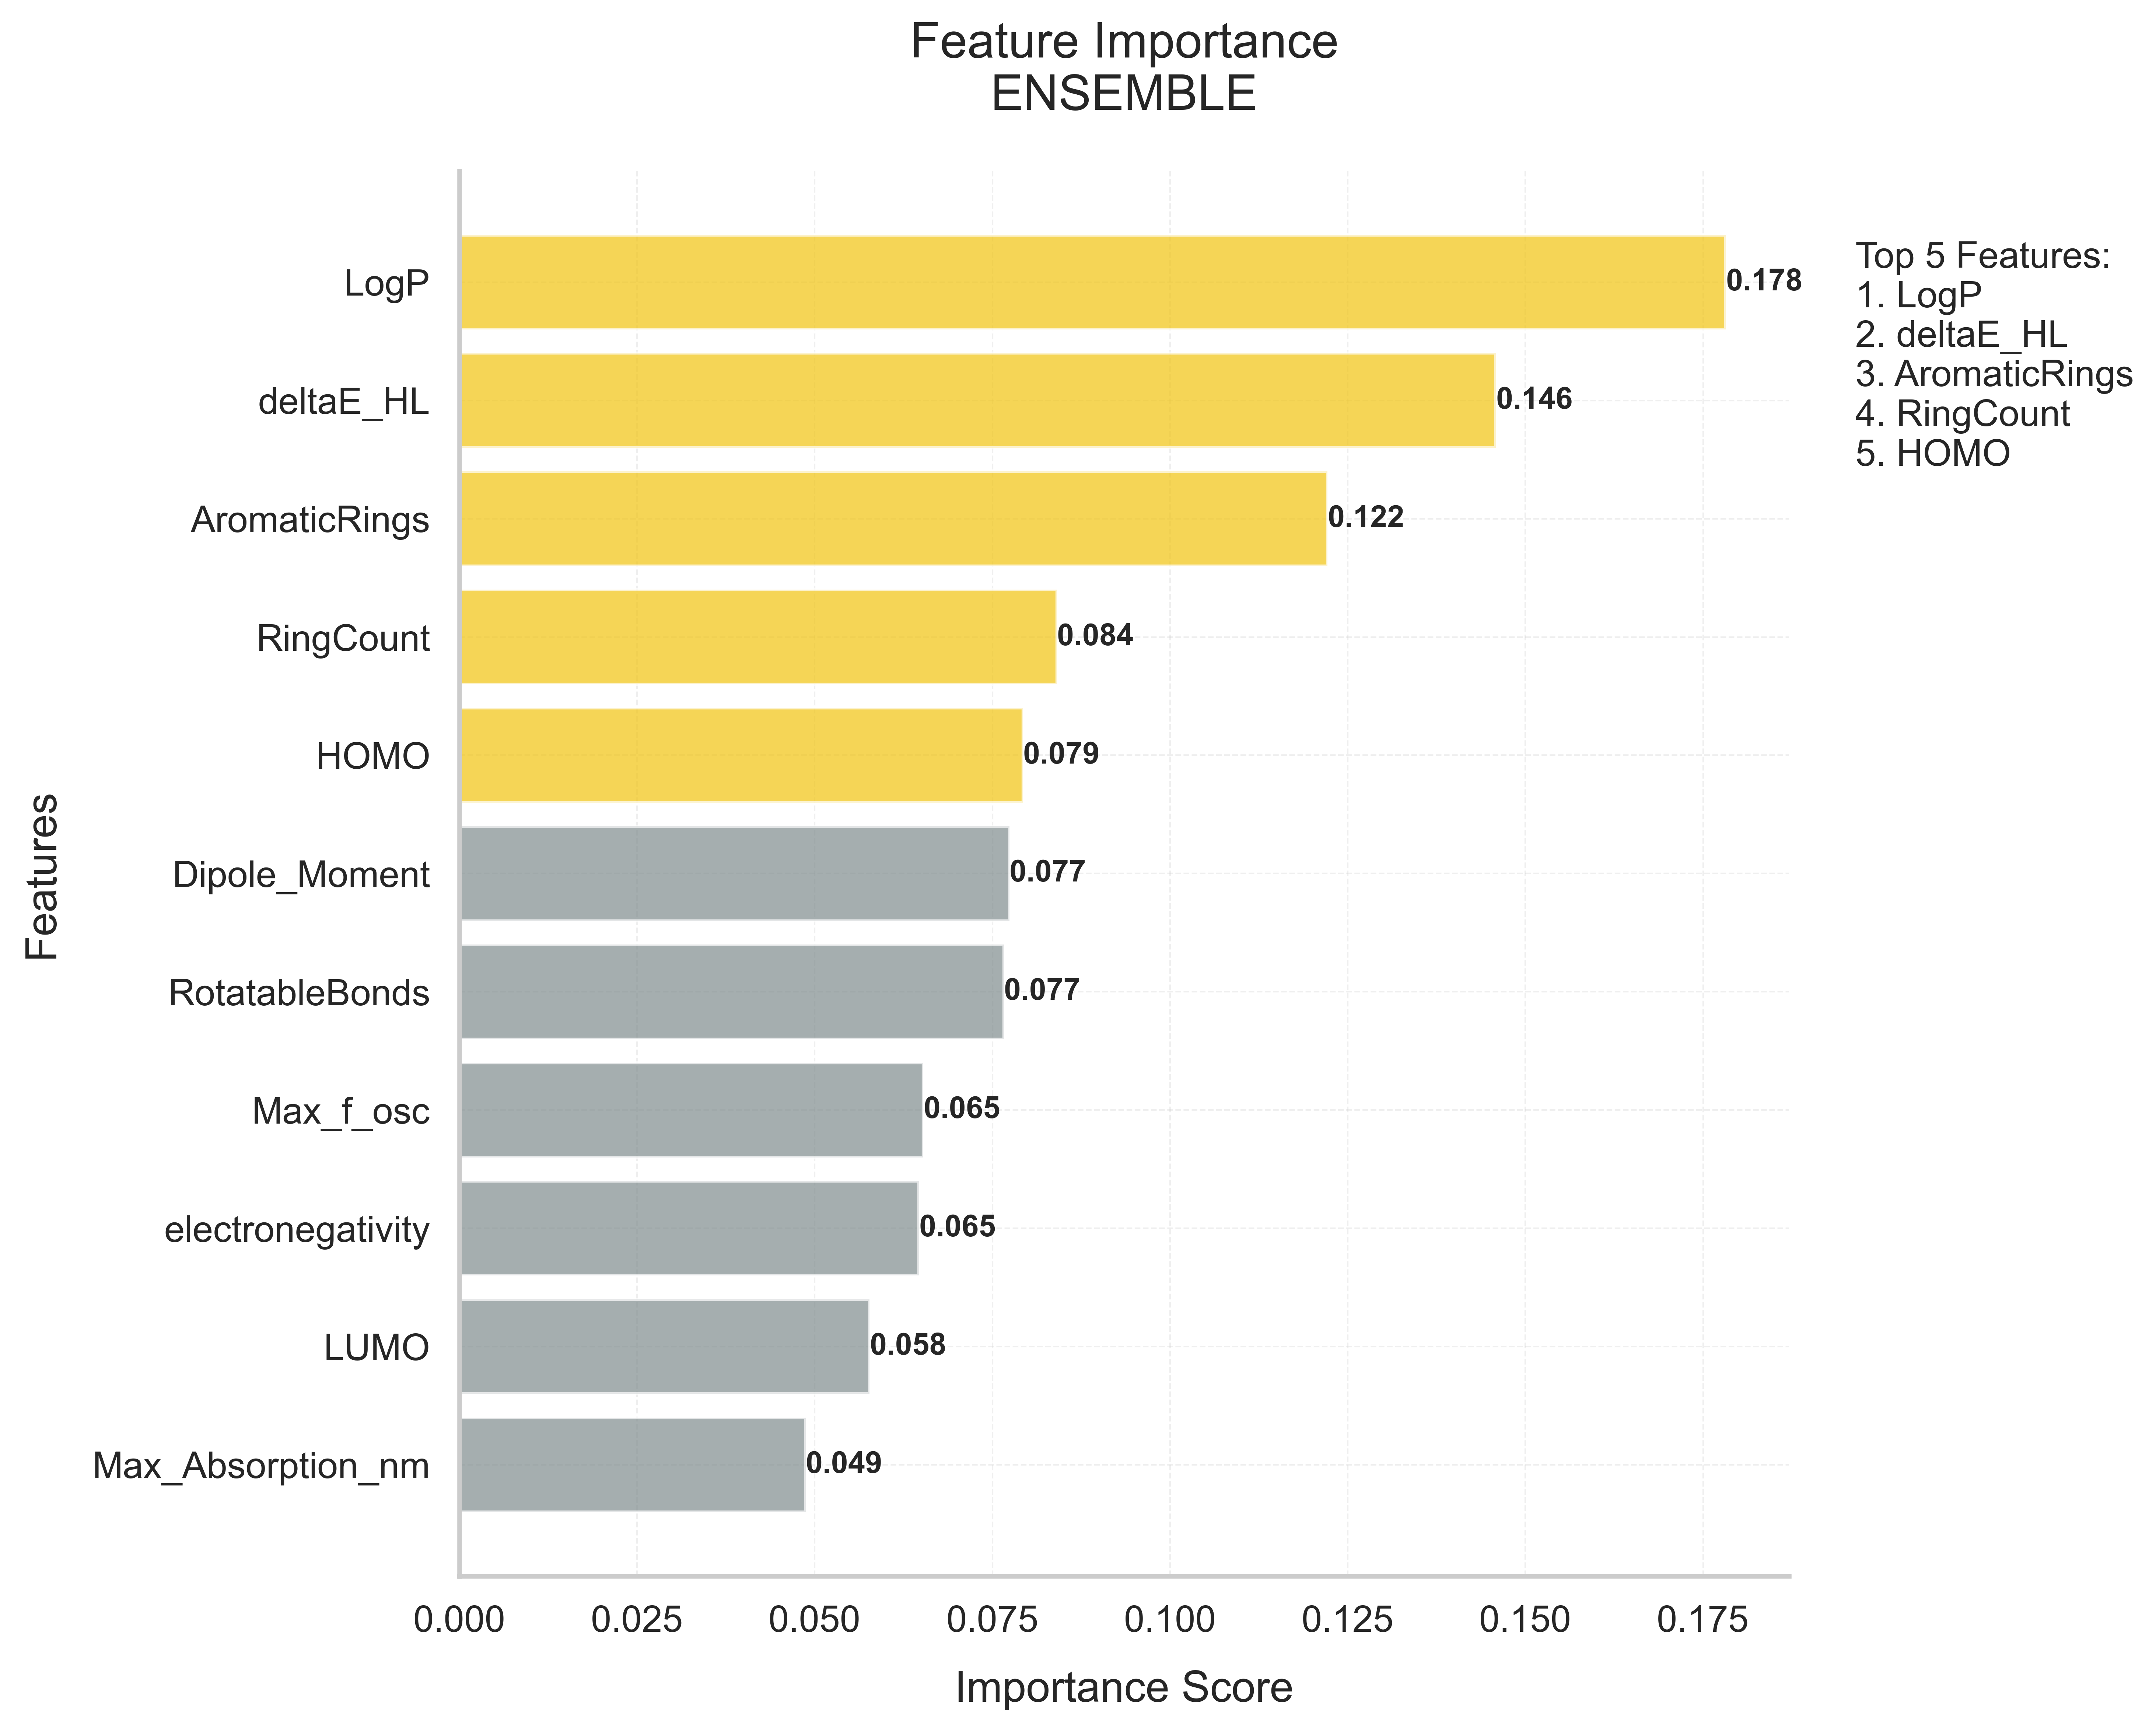 Feature Importance
ENSEMBLE
LogP
0.178
deltaE_HL
0.146
AromaticRings
0.122
RingCount
0.084
HOMO
0.079
Dipole_Moment
0.077
RotatableBonds
0.077
Max_f_osc
0.065
electronegativity
0.065
LUMO
0.058
Max_Absorption_nm
0.049
Features
0.000 0.025 0.050 0.075 0.100 0.125 0.150 0.175
Importance Score
Top 5 Features:
1. LogP
2. deltaE_HL
3. AromaticRings
4. RingCount
5. HOMO